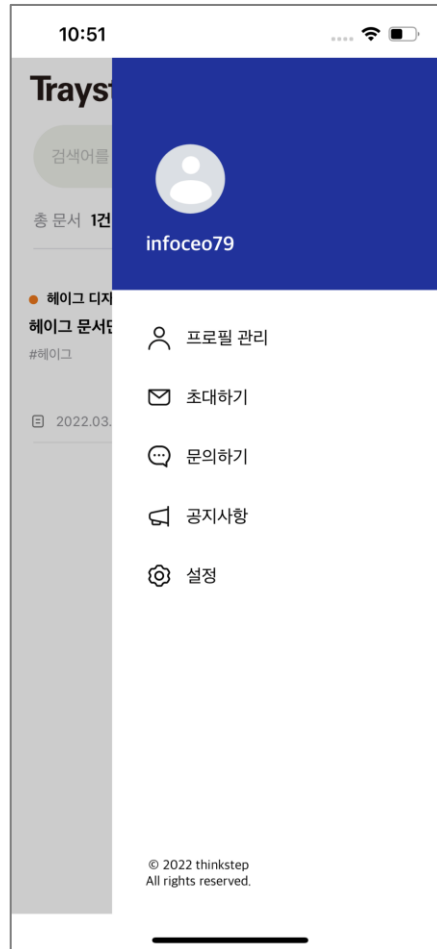 10:51
Trayst
검색어를
총 문서 1건
헤이그 디지
헤이그 문서
#헤이그
2022.03.
infoceo79
프로필 관리
초대하기
문의하기
공지사항
설정
© 2022 thinkstep
All rights reserved.